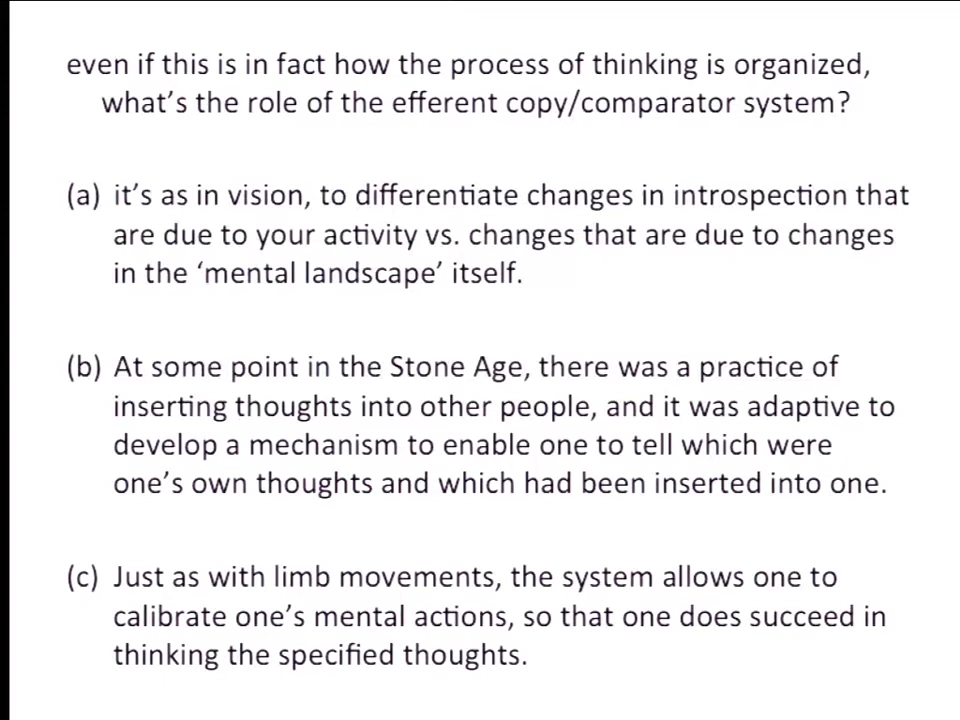 even if this is in fact how the process of thinking is organized,
what's the role of the efferent copy/comparator system?
(a) it's as in vision, to differentiate changes in introspection that
are due to your activity vs. changes that are due to changes
in the ‘mental landscape’ itself.
(b) At some point in the Stone Age, there was a practice of
inserting thoughts into other people, and it was adaptive to
develop a mechanism to enable one to tell which were
one's own thoughts and which had been inserted into one.
(c) Just as with limb movements, the system allows one to
calibrate one's mental actions, so that one does succeed in
thinking the specified thoughts.